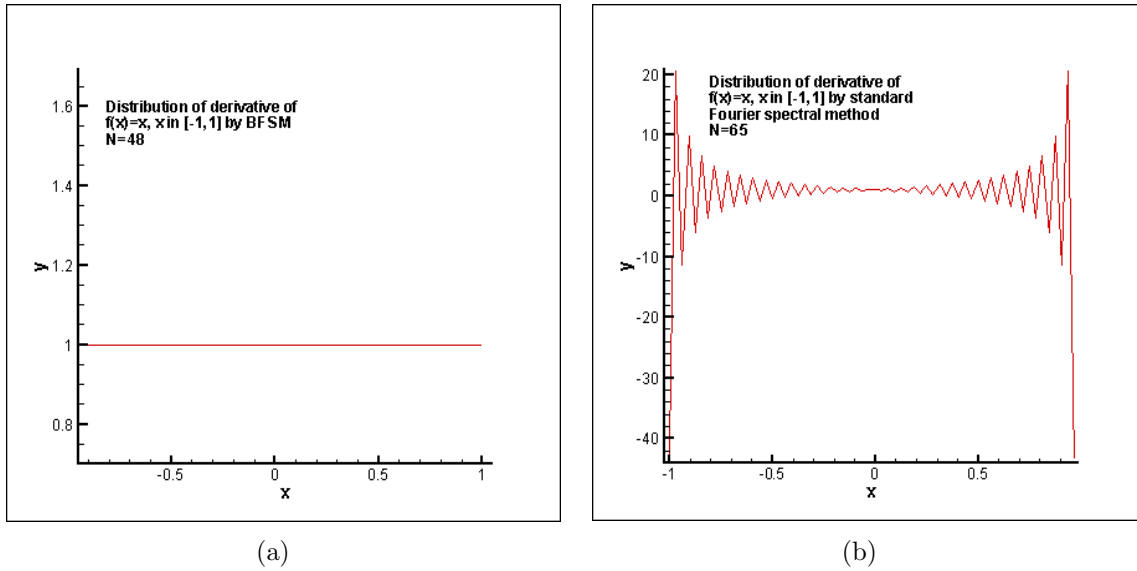 Distribution of derivative of
f(x)=x, x in [-1,1] by BFSM
N=48
1.6
1.4
1.2
1
0.8
y
-0.5
0
0.5
1
x
(a)
Distribution of derivative of
f(x)=x, x in [-1,1] by standard
Fourier spectral method
N=65
20
10
0
-10
-20
-30
-40
y
-1
-0.5
0
0.5
x
(b)